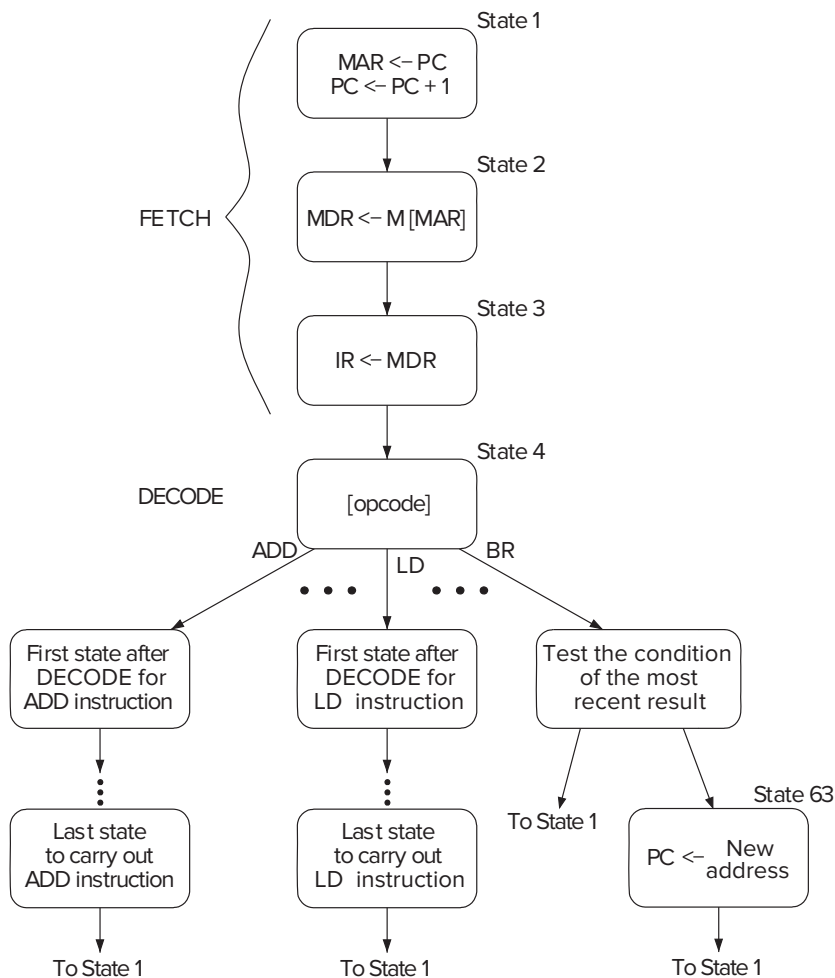 State 1
MAR <– PC
PC <– PC + 1
State 2
FETCH
MDR <– M [MAR]
State 3
IR <– MDR
State 4
DECODE
[opcode]
ADD
LD
BR
First state after
DECODE for
ADD instruction
First state after
DECODE for
LD instruction
Test the condition
of the most
recent result
Last state
to carry out
ADD instruction
Last state
to carry out
LD instruction
To State 1
State 63
PC <– New
address
To State 1
To State 1
To State 1